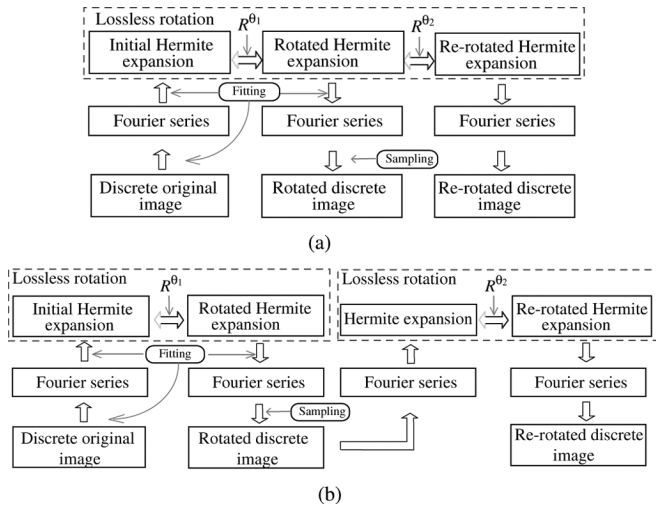 Lossless rotation
R^θ1
R^θ2
Initial Hermite
expansion
Rotated Hermite
expansion
Re-rotated Hermite
expansion
Fitting
Fourier series
Fourier series
Fourier series
Sampling
Discrete original
image
Rotated discrete
image
Re-rotated discrete
image
(a)
Lossless rotation
R^θ1
Lossless rotation
R^θ2
Initial Hermite
expansion
Rotated Hermite
expansion
Hermite expansion
Re-rotated Hermite
expansion
Fitting
Fourier series
Fourier series
Fourier series
Fourier series
Sampling
Discrete original
image
Rotated discrete
image
Re-rotated discrete
image
(b)